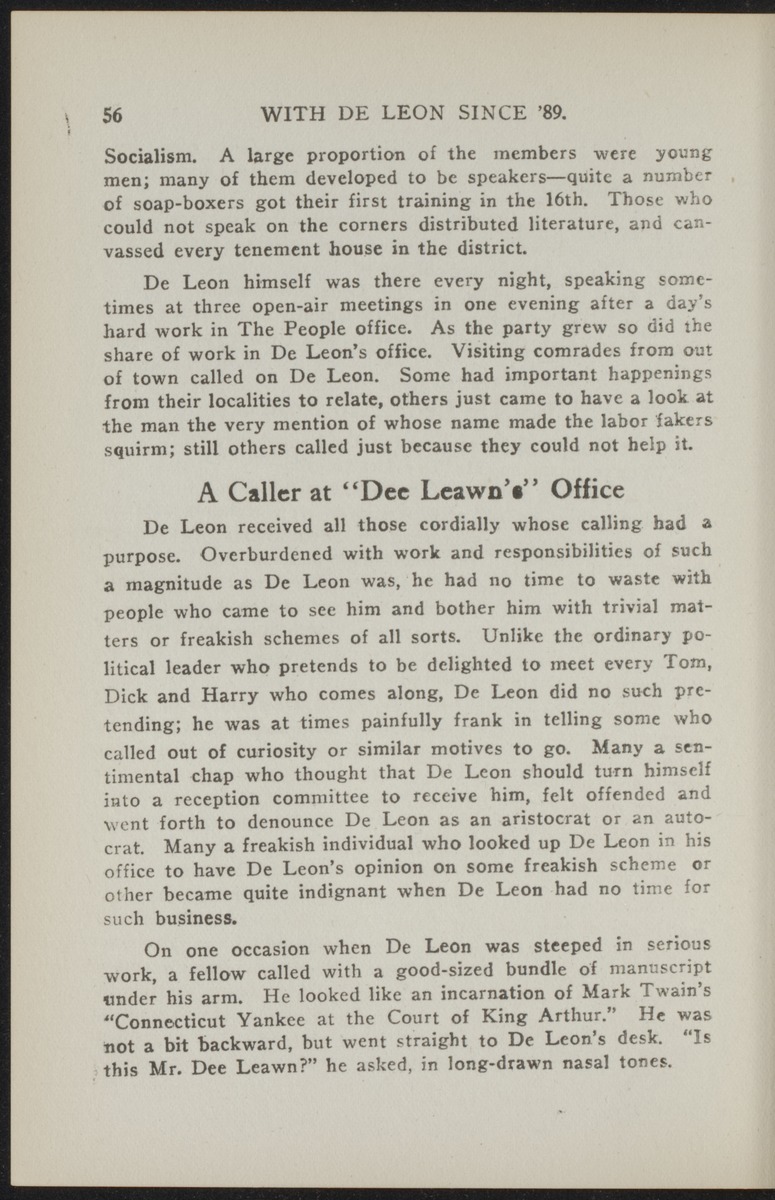 56 WITH DE LEON SINCE '89.
Socialism. A large proportion of the members were young
men; many of them developed to be speakers—quite a number
of soap-boxers got their first training in the 16th. Those who
could not speak on the corners distributed literature, and can-
vassed every tenement house in the district.
De Leon himself was there every night, speaking some-
times at three open-air meetings in one evening after a day's
hard work in The People office. As the party grew so did the
share of work in De Leon's office. Visiting comrades from out
of town called on De Leon. Some had important happenings
from their localities to relate, others just came to have a look at
the man the very mention of whose name made the labor fakers
squirm; still others called just because they could not help it.
A Caller at "Dee Leawn's" Office
De Leon received all those cordially whose calling had a
purpose. Overburdened with work and responsibilities of such
a magnitude as De Leon was, he had no time to waste with
people who came to see him and bother him with trivial mat-
ters or freakish schemes of all sorts. Unlike the ordinary po-
litical leader who pretends to be delighted to meet every Tom,
Dick and Harry who comes along, De Leon did no such pre-
tending; he was at times painfully frank in telling some who
called out of curiosity or similar motives to go. Many a sen-
timental chap who thought that De Leon should turn himself
into a reception committee to receive him, felt offended and
went forth to denounce De Leon as an aristocrat or an auto-
crat. Many a freakish individual who looked up De Leon in his
office to have De Leon's opinion on some freakish scheme or
other became quite indignant when De Leon had no time for
such business.
On one occasion when De Leon was steeped in serious
work, a fellow called with a good-sized bundle of manuscript
under his arm. He looked like an incarnation of Mark Twain's
"Connecticut Yankee at the Court of King Arthur." He was
not a bit backward, but went straight to De Leon's desk. "Is
this Mr. Dee Leawn?" he asked, in long-drawn nasal tones.